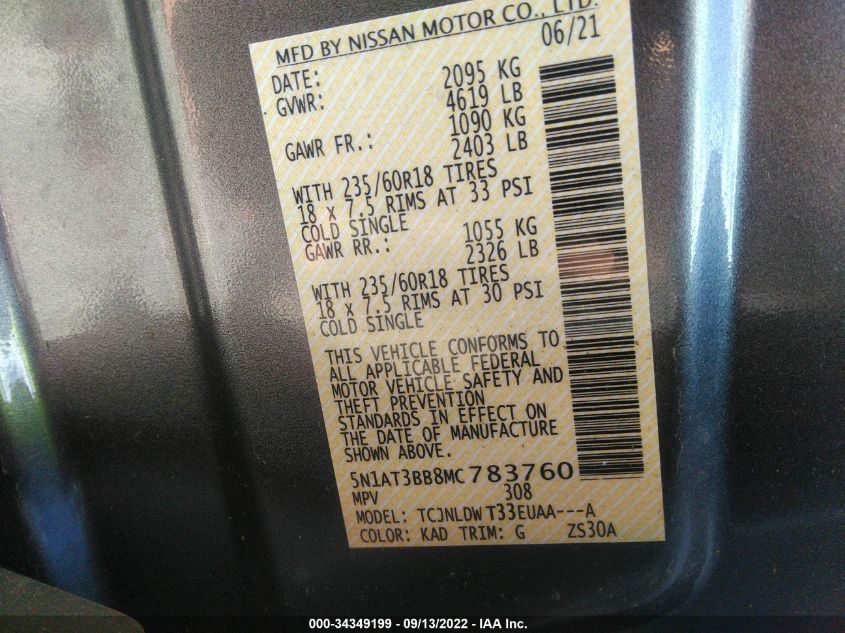 MFD BY NISSAN MOTOR CO., LTD.
DATE: 06/21
GVWR: 2095 KG
4619 LB
GAWR FR.: 1090 KG
2403 LB
WITH 235/60R18 TIRES
18 X 7.5 RIMS AT 33 PSI
COLD SINGLE
GAWR RR.: 1055 KG
2326 LB
WITH 235/60R18 TIRES
18 X 7.5 RIMS AT 30 PSI
COLD SINGLE
THIS VEHICLE CONFORMS TO
ALL APPLICABLE FEDERAL
MOTOR VEHICLE SAFETY AND
THEFT PREVENTION
STANDARDS IN EFFECT ON
THE DATE OF MANUFACTURE
SHOWN ABOVE.
5N1AT3BB8MC783760
MPV 308
MODEL: TCJNLDW T33EUAA---A
COLOR: KAD TRIM: G ZS30A
000-34349199 - 09/13/2022 - IAA Inc.